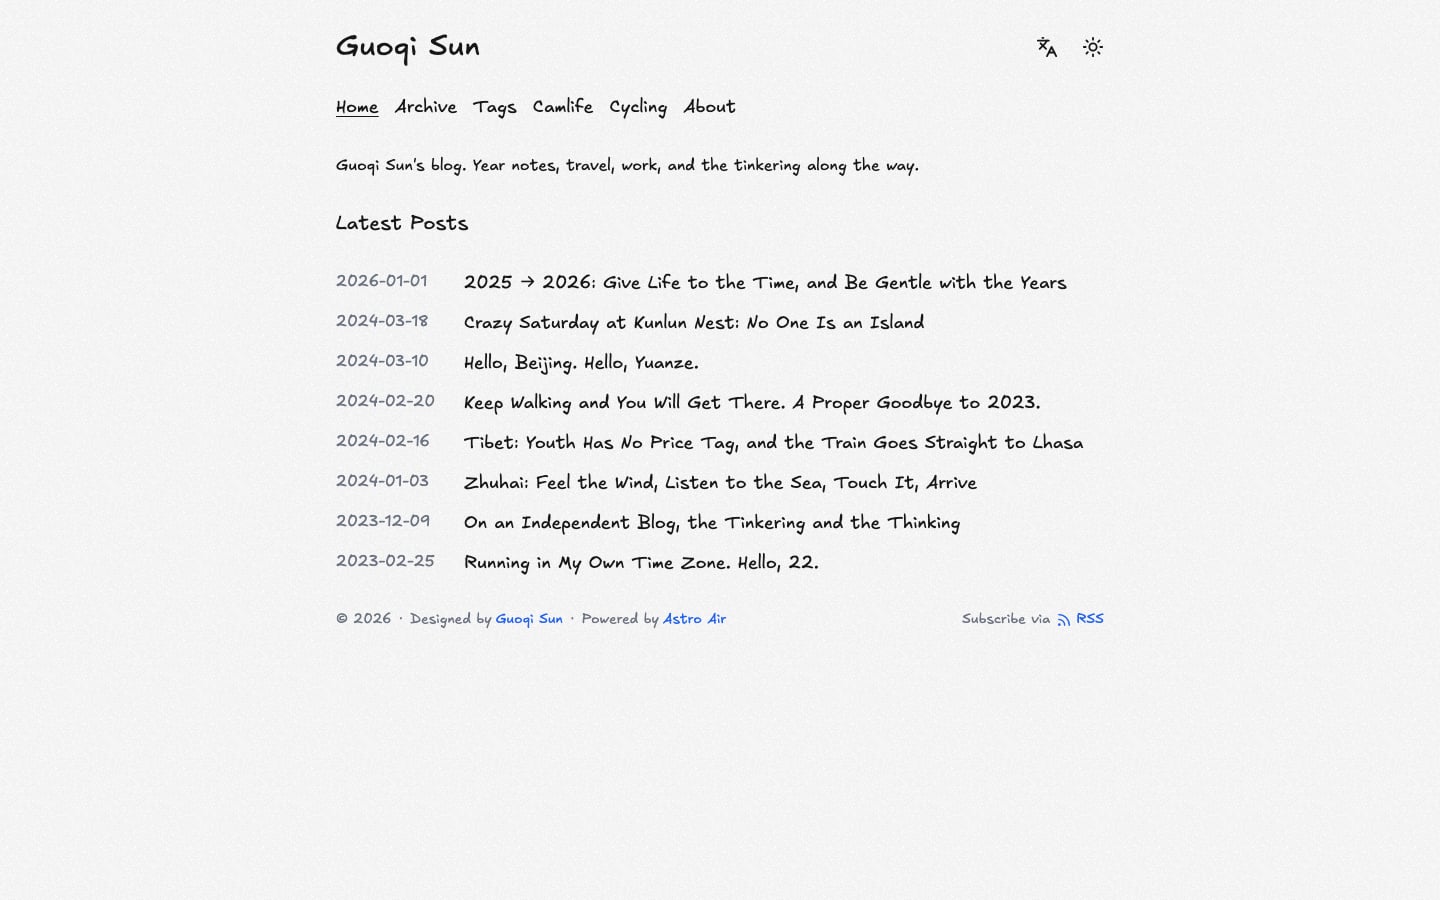 Guoqi Sun
Home Archive Tags Camlife Cycling About
Guoqi Sun's blog. Year notes, travel, work, and the tinkering along the way.
Latest Posts
2026-01-01 2025 → 2026: Give Life to the Time, and Be Gentle with the Years
2024-03-18 Crazy Saturday at Kunlun Nest: No One Is an Island
2024-03-10 Hello, Beijing. Hello, Yuanze.
2024-02-20 Keep Walking and You Will Get There. A Proper Goodbye to 2023.
2024-02-16 Tibet: Youth Has No Price Tag, and the Train Goes Straight to Lhasa
2024-01-03 Zhuhai: Feel the Wind, Listen to the Sea, Touch It, Arrive
2023-12-09 On an Independent Blog, the Tinkering and the Thinking
2023-02-25 Running in My Own Time Zone. Hello, 22.
© 2026 · Designed by Guoqi Sun · Powered by Astro Air Subscribe via RSS